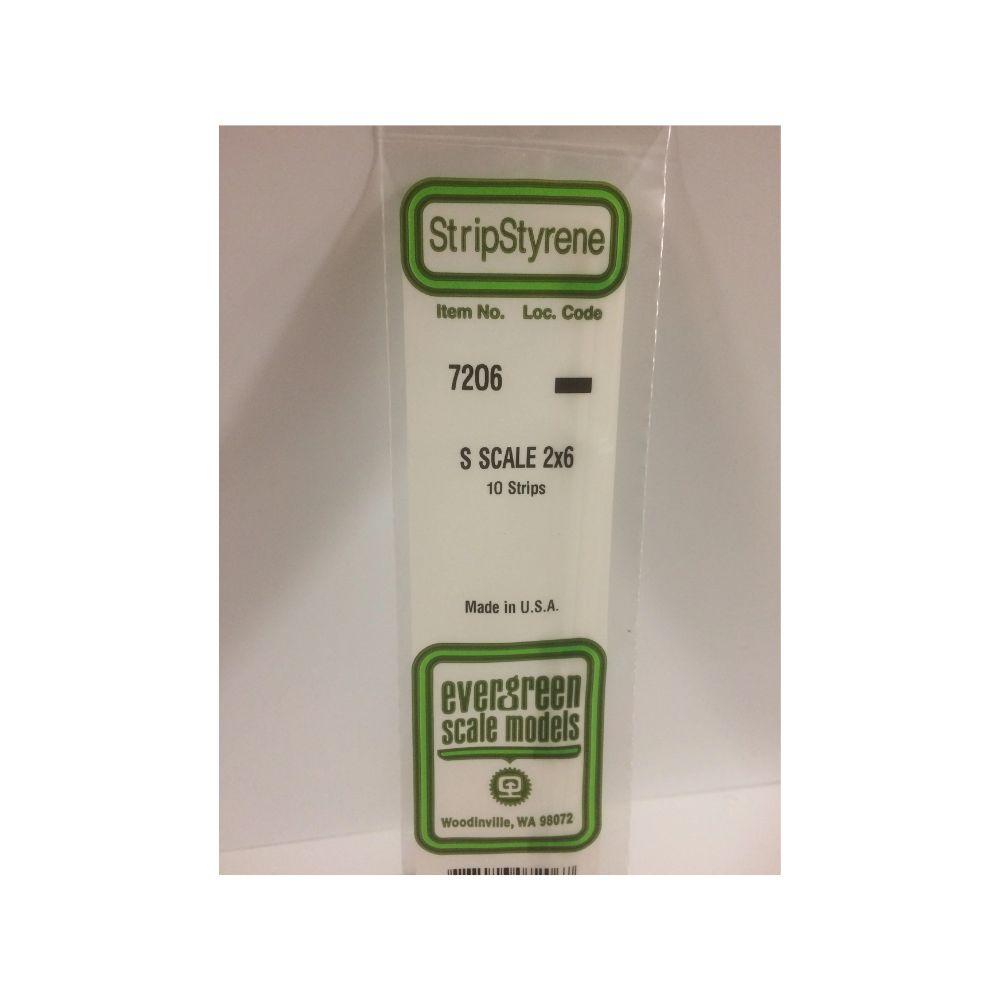 StripStyrene
Item No. Loc. Code
7206
S SCALE 2x6
10 Strips
Made in U.S.A.
evergreen
scale models
Woodinville, WA 98072